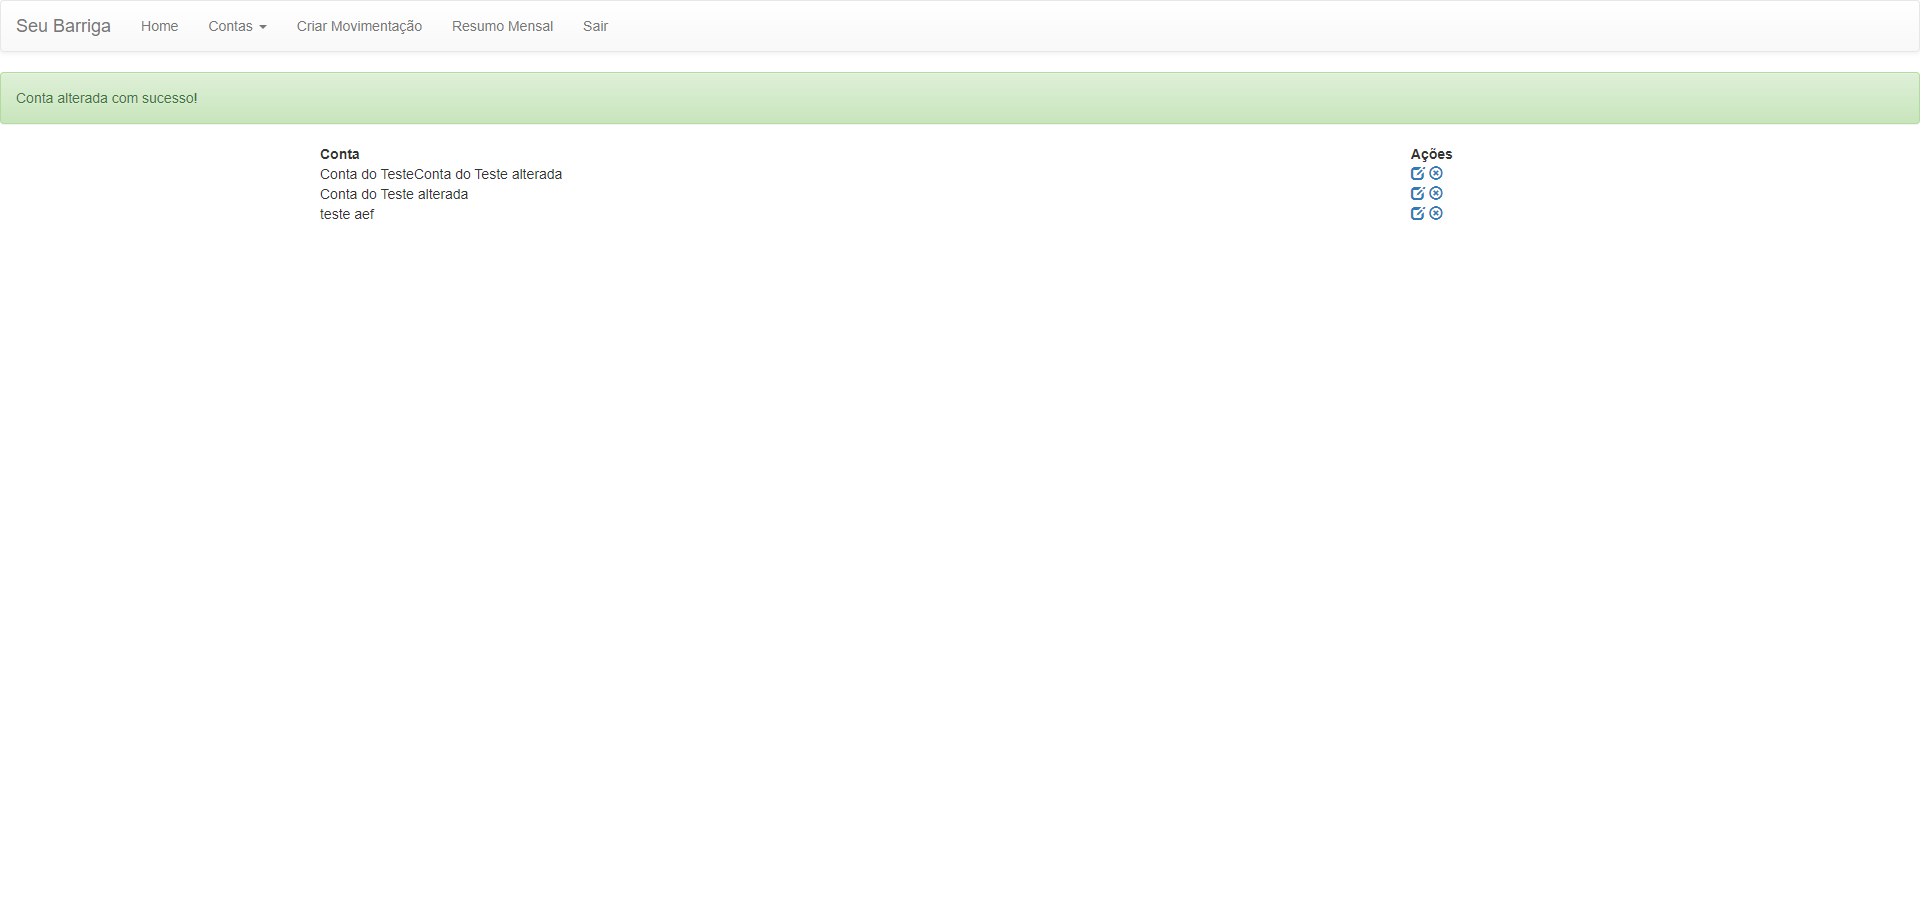 Seu Barriga Home Contas Criar Movimentação Resumo Mensal Sair
Conta alterada com sucesso!
Conta Ações
Conta do TesteConta do Teste alterada
Conta do Teste alterada
teste aef